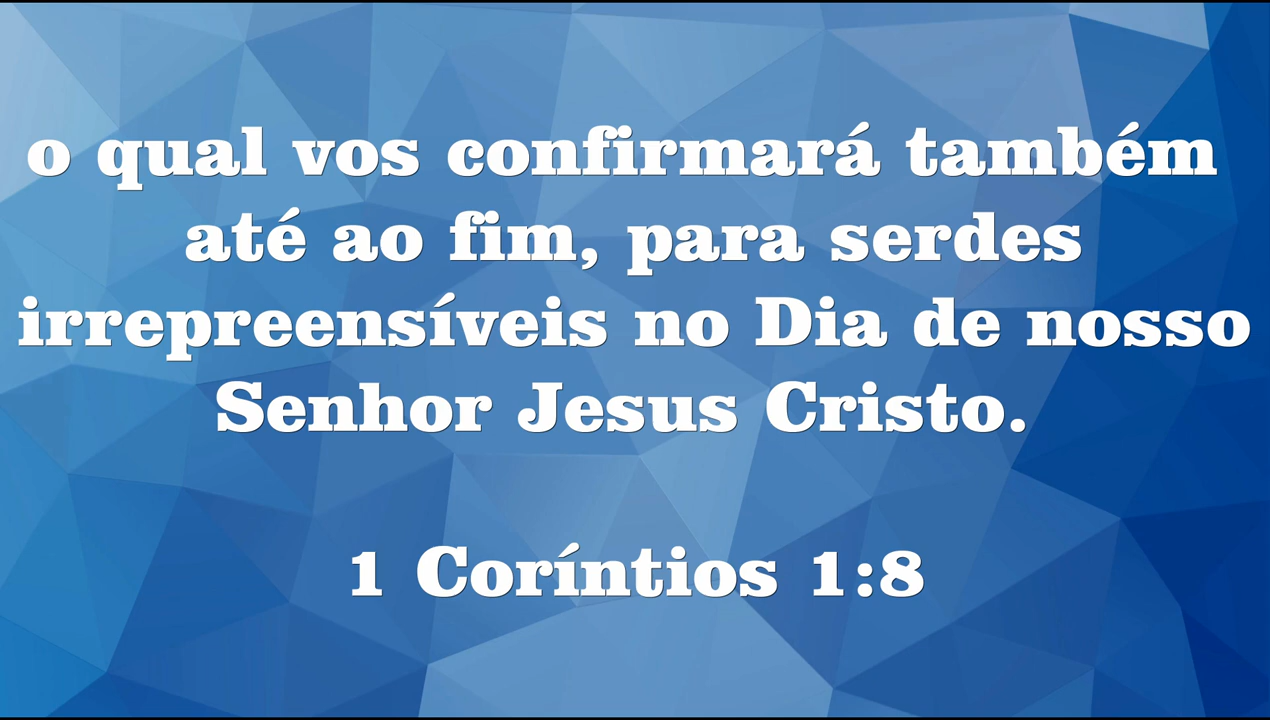 o qual vos confirmará também
até ao fim, para serdes
irrepreensíveis no Dia de nosso
Senhor Jesus Cristo.
1 Coríntios 1:8